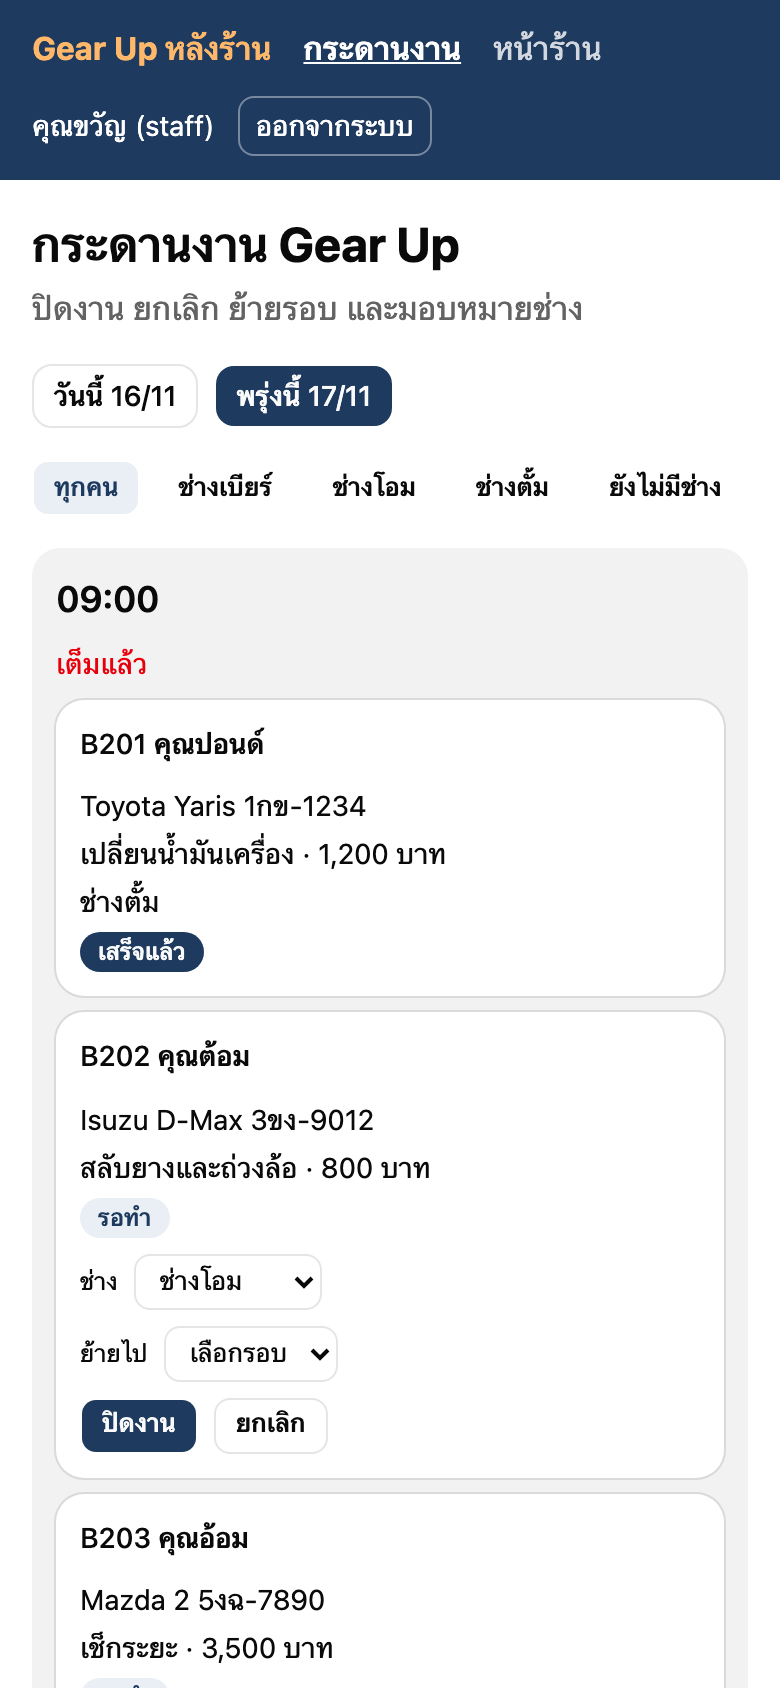 Gear Up หลังร้าน กระดานงาน หน้าร้าน
คุณขวัญ (staff) ออกจากระบบ
กระดานงาน Gear Up
ปิดงาน ยกเลิก ย้ายรอบ และมอบหมายช่าง
วันนี้ 16/11 พรุ่งนี้ 17/11
ทุกคน ช่างเบียร์ ช่างโอม ช่างตั้ม ยังไม่มีช่าง
09:00
เต็มแล้ว
B201 คุณปอนด์
Toyota Yaris 1กข-1234
เปลี่ยนน้ำมันเครื่อง · 1,200 บาท
ช่างตั้ม
เสร็จแล้ว
B202 คุณต้อม
Isuzu D-Max 3ขง-9012
สลับยางและถ่วงล้อ · 800 บาท
รอทำ
ช่าง ช่างโอม
ย้ายไป เลือกรอบ
ปิดงาน ยกเลิก
B203 คุณอ้อม
Mazda 2 5งฉ-7890
เช็กระยะ · 3,500 บาท